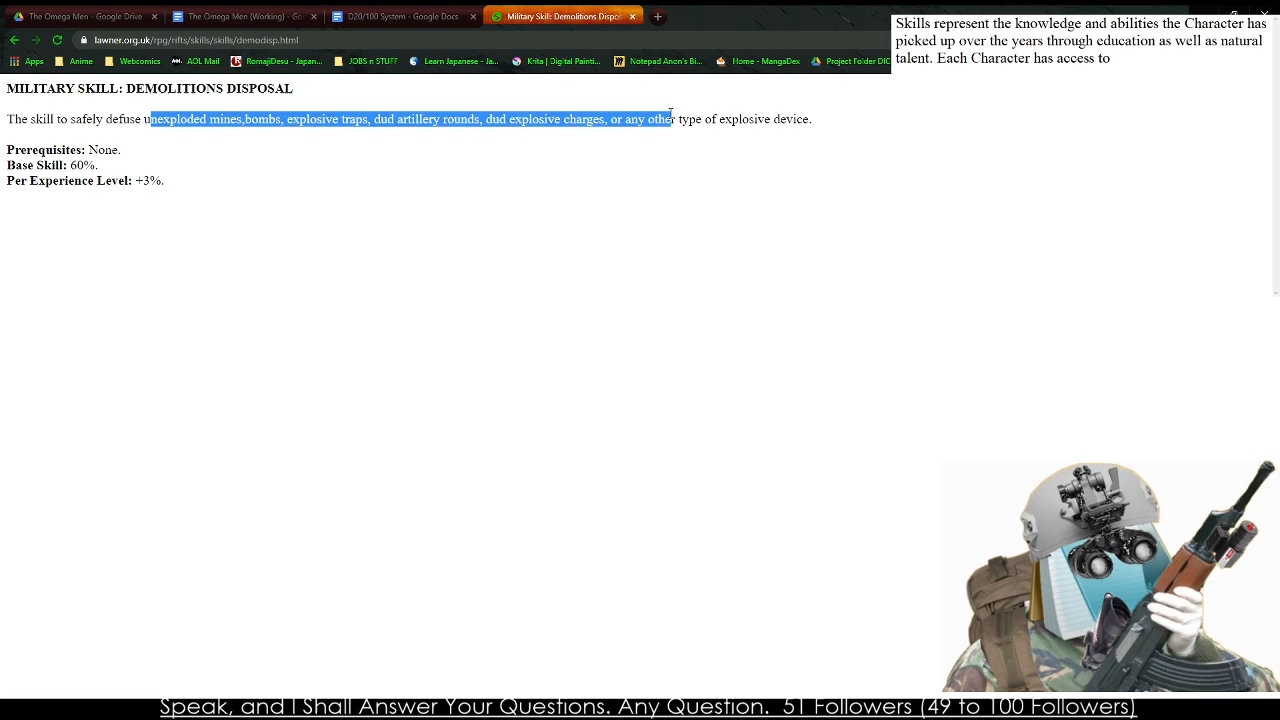 The Omega Men - Google Drive
The Omega Men (Working) - Go
D20/100 System - Google Docs
Military Skill: Demolitions Dispos
lawner.org.uk/rpg/rifts/skills/skills/demodisp.html
Apps
Anime
Webcomics
AOL Mail
RomajiDesu - Japan...
JOBS n STUFF
Learn Japanese - Ja...
Krita | Digital Painti...
Notepad Anon's Bi...
Home - MangaDex
Project Folder DIC
Skills represent the knowledge and abilities the Character has
picked up over the years through education as well as natural
talent. Each Character has access to
MILITARY SKILL: DEMOLITIONS DISPOSAL
The skill to safely defuse unexploded mines,bombs, explosive traps, dud artillery rounds, dud explosive charges, or any other type of explosive device.
Prerequisites: None.
Base Skill: 60%.
Per Experience Level: +3%.
Speak, and I Shall Answer Your Questions. Any Question.  51 Followers (49 to 100 Followers)